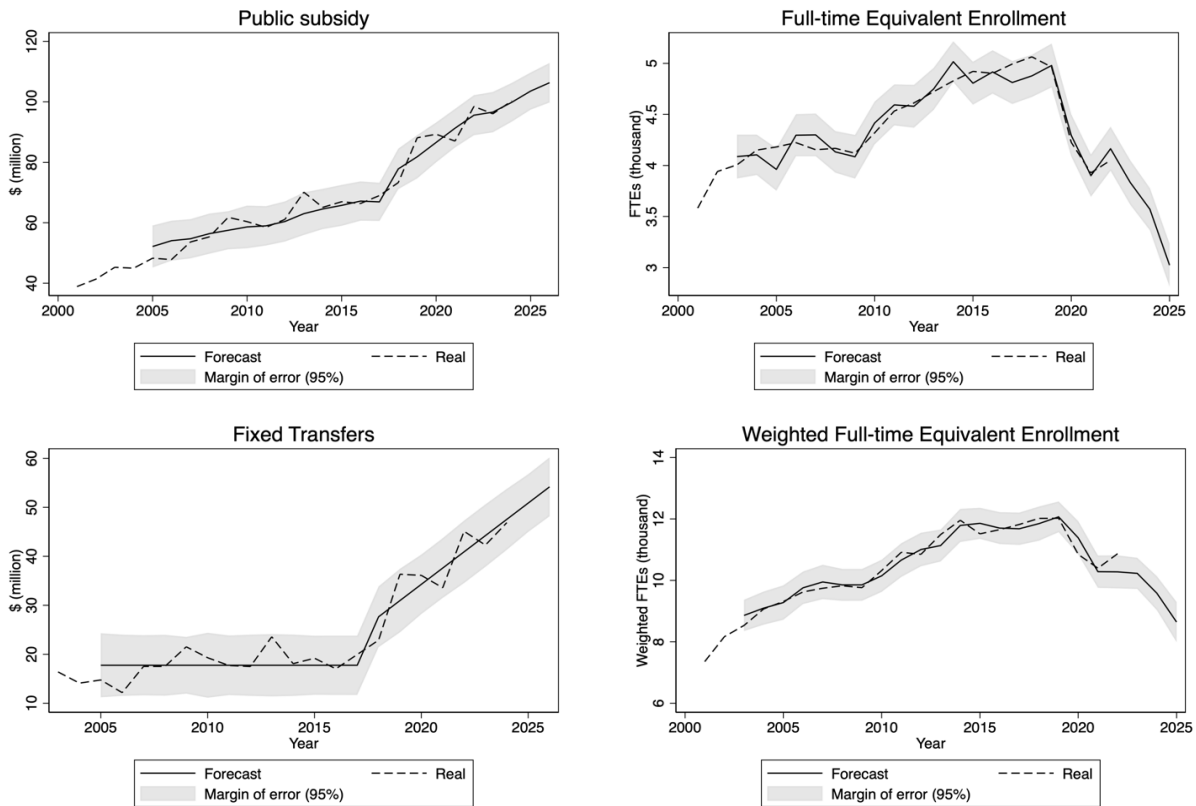 Public subsidy
$ (million)
120
100
80
60
40
2000 2005 2010 2015 2020 2025
Year
Forecast Real
Margin of error (95%)
Full-time Equivalent Enrollment
FTEs (thousand)
5
4.5
4
3.5
3
2000 2005 2010 2015 2020 2025
Year
Forecast Real
Margin of error (95%)
Fixed Transfers
$ (million)
60
50
40
30
20
10
2005 2010 2015 2020 2025
Year
Forecast Real
Margin of error (95%)
Weighted Full-time Equivalent Enrollment
Weighted FTEs (thousand)
14
12
10
8
6
2000 2005 2010 2015 2020 2025
Year
Forecast Real
Margin of error (95%)